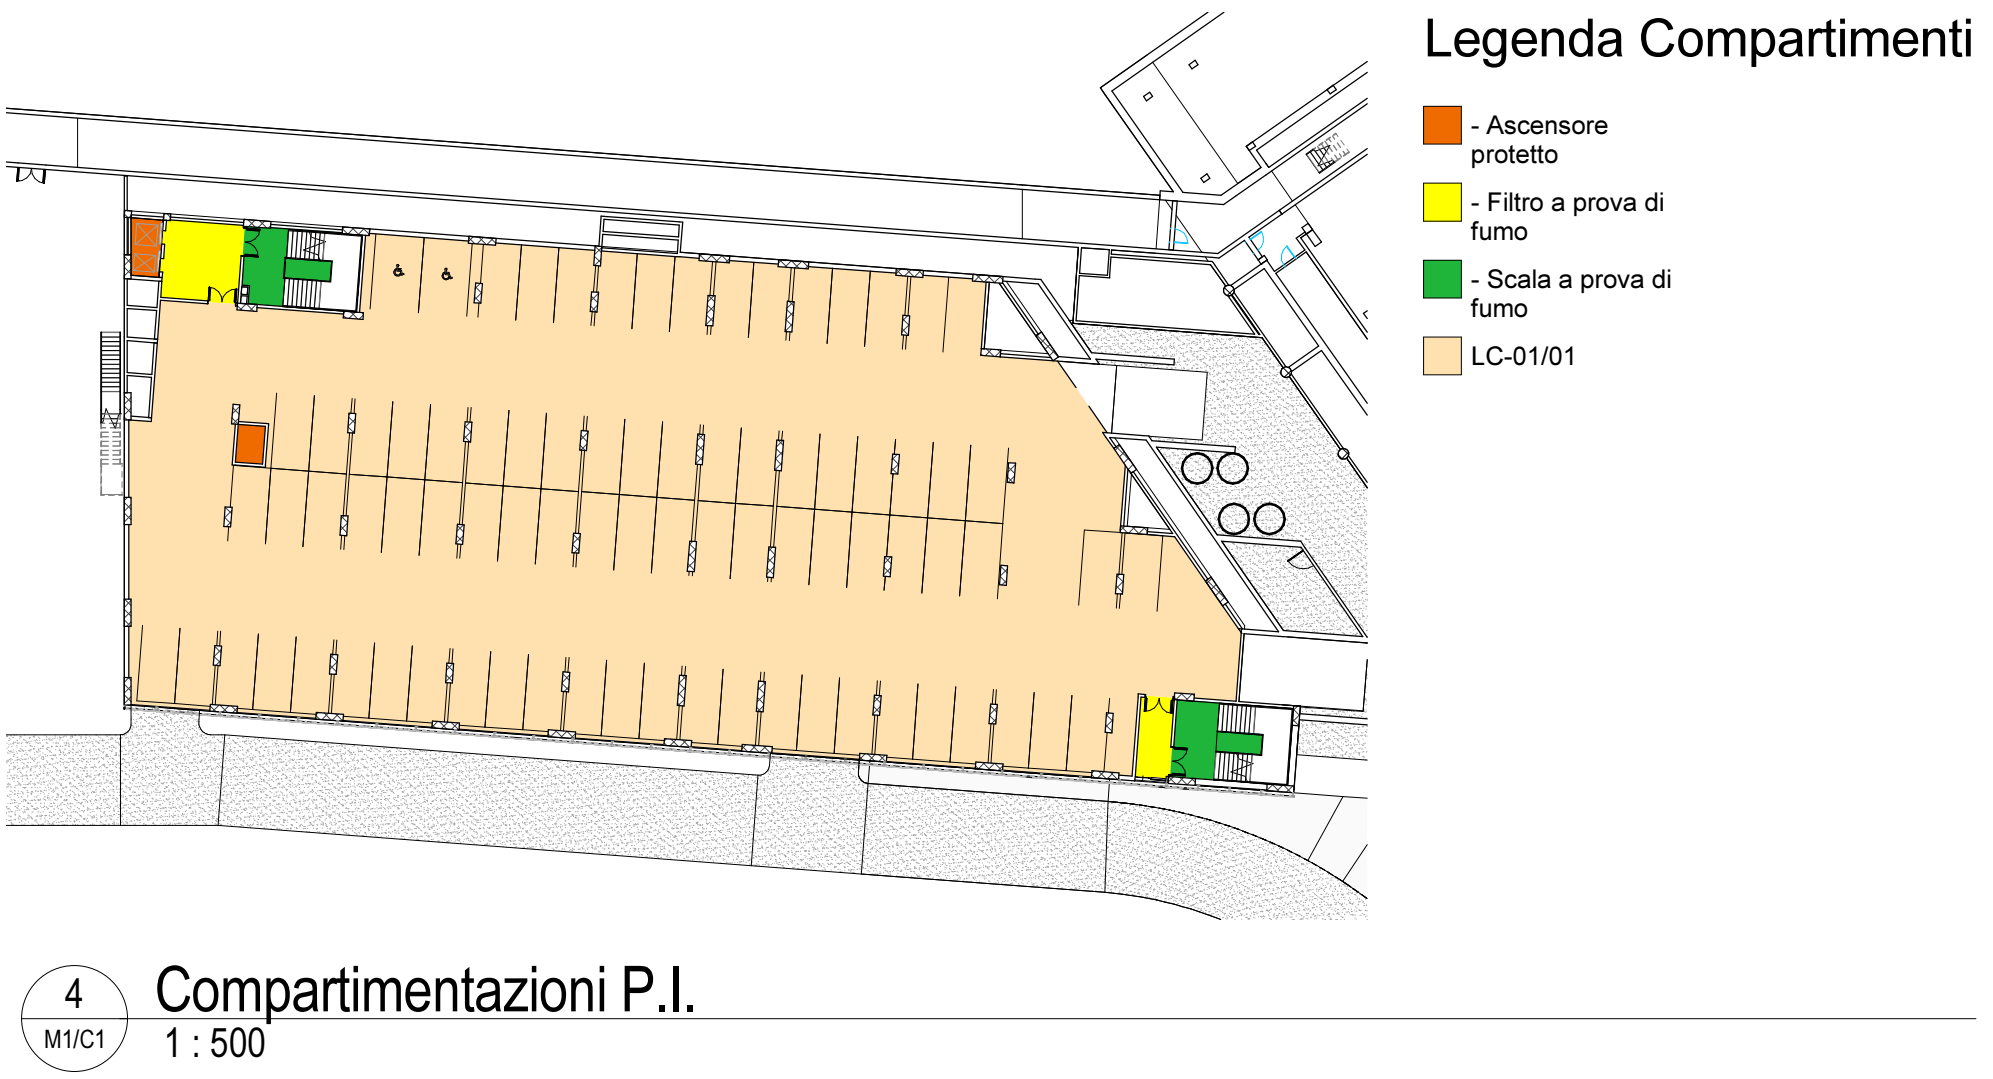 Legenda Compartimenti
- Ascensore
protetto
- Filtro a prova di
fumo
- Scala a prova di
fumo
LC-01/01
4
M1/C1
Compartimentazioni P.I.
1 : 500